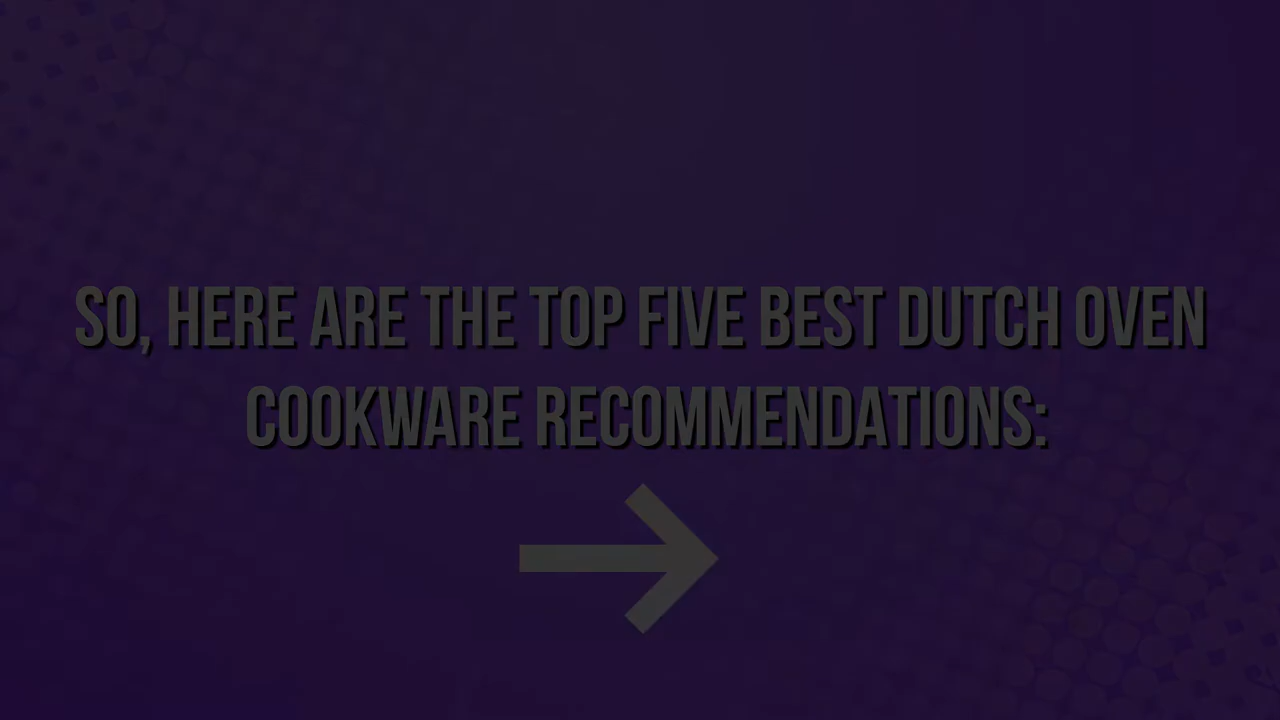 SO, HERE ARE THE TOP FIVE BEST DUTCH OVEN
COOKWARE RECOMMENDATIONS: